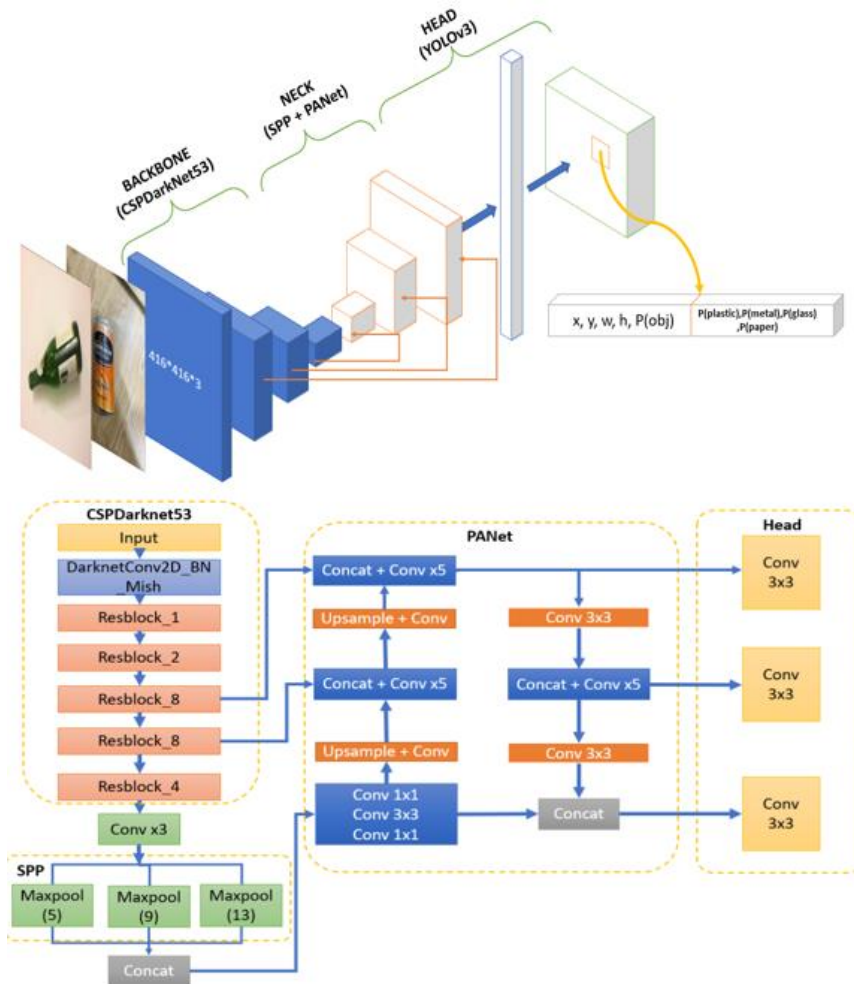 HEAD
(YOLOv3)
NECK
(SPP + PANet)
BACKBONE
(CSPDarkNet53)
416*416*3
x, y, w, h, P(obj)
P(plastic),P(metal),P(glass)
,P(paper)
CSPDarknet53
Input
DarknetConv2D_BN
_Mish
Resblock_1
Resblock_2
Resblock_8
Resblock_8
Resblock_4
Conv x3
SPP
Maxpool
(5)
Maxpool
(9)
Maxpool
(13)
Concat
PANet
Concat + Conv x5
Upsample + Conv
Concat + Conv x5
Upsample + Conv
Conv 1x1
Conv 3x3
Conv 1x1
Conv 3x3
Concat + Conv x5
Conv 3x3
Concat
Head
Conv
3x3
Conv
3x3
Conv
3x3